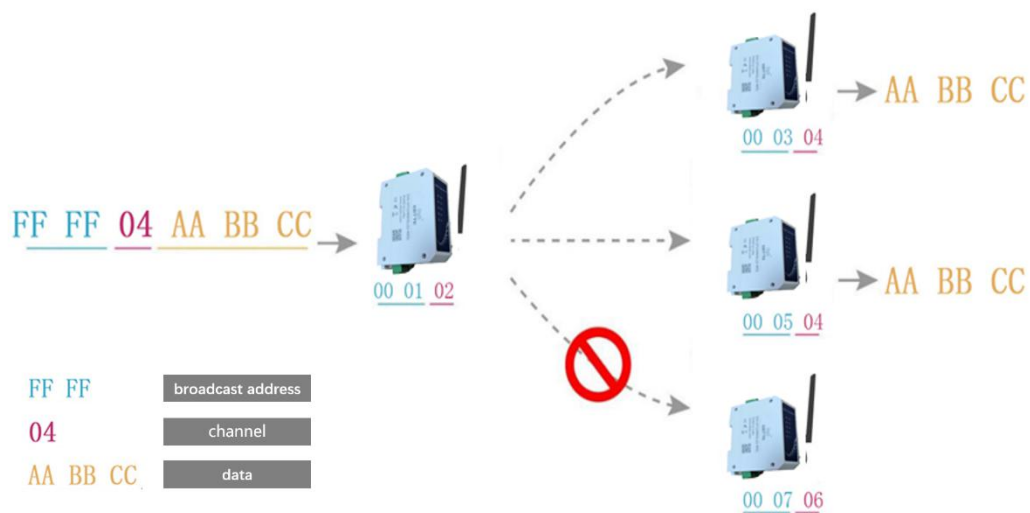 AA BB CC
00 03 04
FF FF 04 AA BB CC
00 01 02
AA BB CC
00 05 04
FF FF broadcast address
04 channel
AA BB CC data
00 07 06